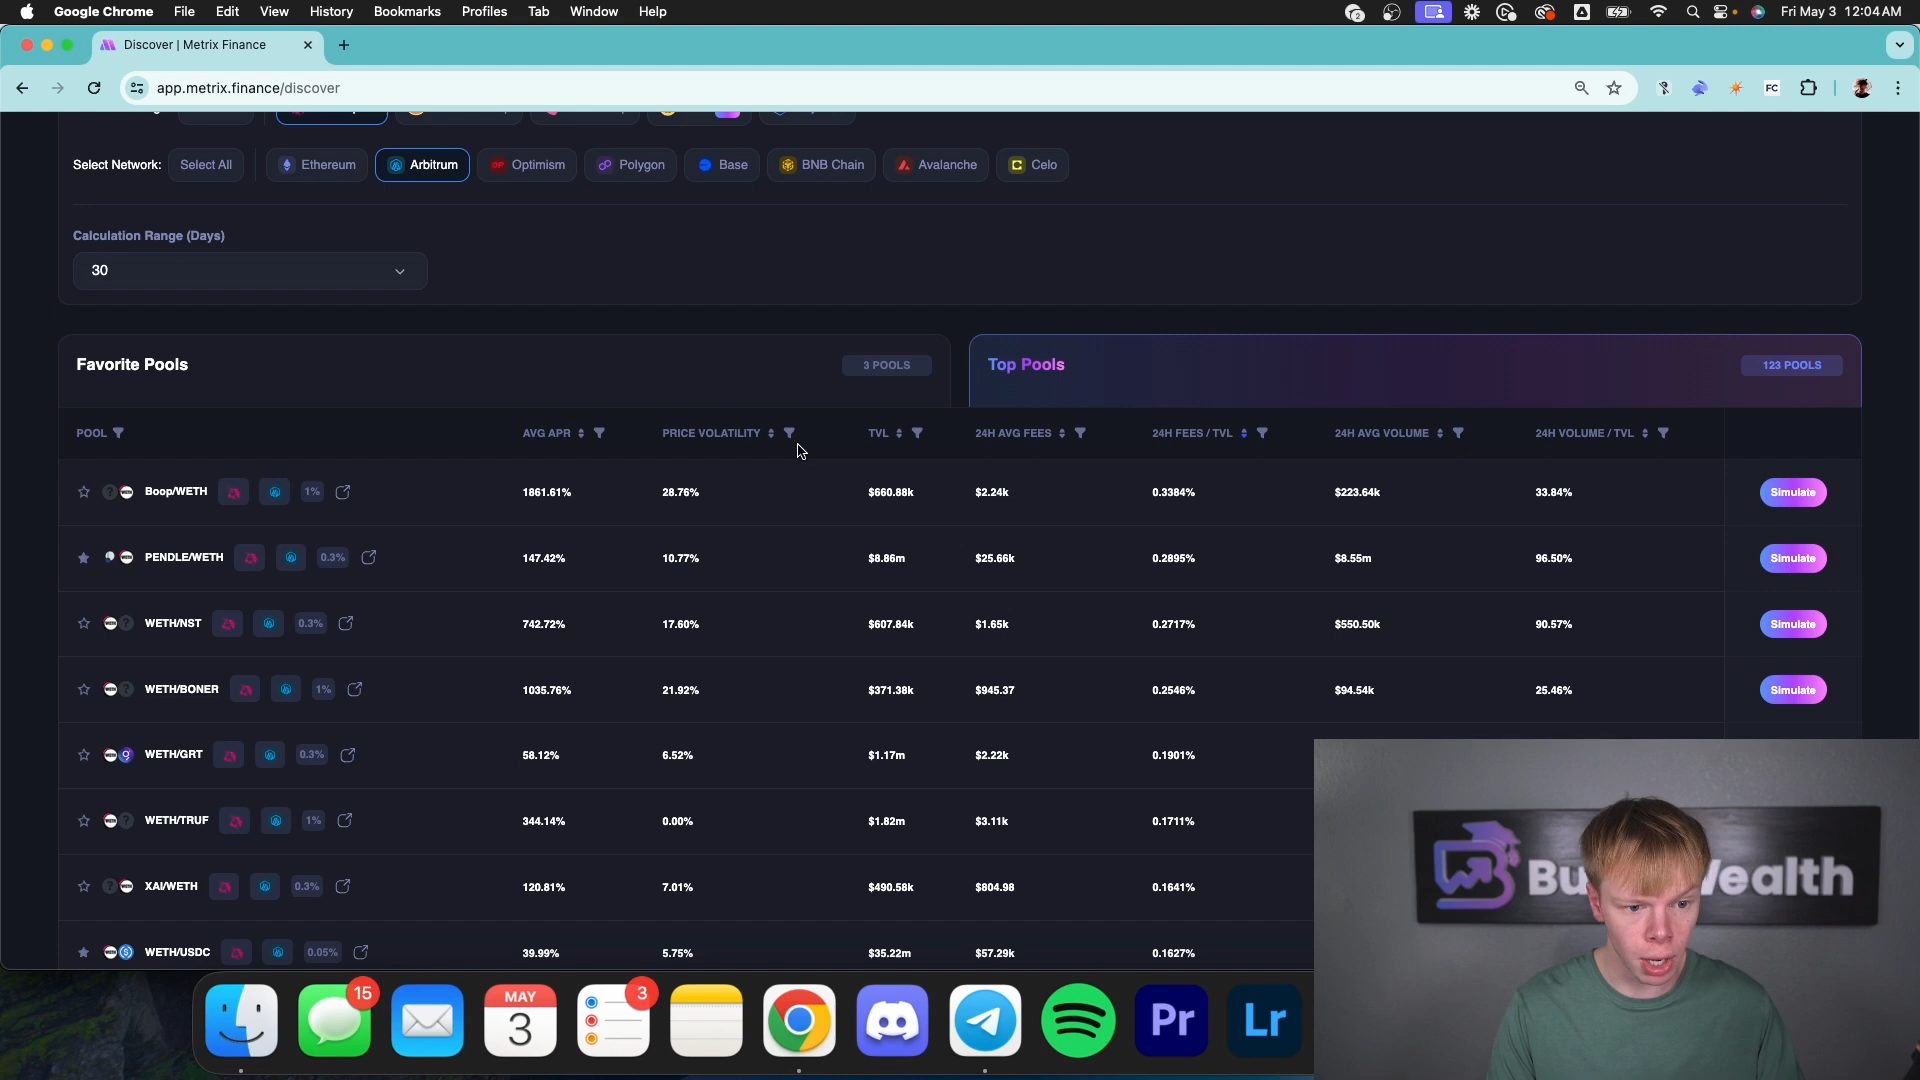 Google Chrome File Edit View History Bookmarks Profiles Tab Window Help Fri May 3 12:04 AM
Discover | Metrix Finance
app.metrix.finance/discover
FC
Select Network: Select All Ethereum Arbitrum OP Optimism Polygon Base BNB Chain Avalanche Celo
Calculation Range (Days)
30
Favorite Pools 3 POOLS Top Pools 123 POOLS
POOL AVG APR PRICE VOLATILITY TVL 24H AVG FEES 24H FEES / TVL 24H AVG VOLUME 24H VOLUME / TVL
Boop/WETH 1% 1861.61% 28.76% $660.88k $2.24k 0.3384% $223.64k 33.84% Simulate
PENDLE/WETH 0.3% 147.42% 10.77% $8.86m $25.66k 0.2895% $8.55m 96.50% Simulate
WETH/NST 0.3% 742.72% 17.60% $607.84k $1.65k 0.2717% $550.50k 90.57% Simulate
WETH/BONER 1% 1035.76% 21.92% $371.38k $945.37 0.2546% $94.54k 25.46% Simulate
WETH/GRT 0.3% 58.12% 6.52% $1.17m $2.22k 0.1901%
WETH/TRUF 1% 344.14% 0.00% $1.82m $3.11k 0.1711%
XAI/WETH 0.3% 120.81% 7.01% $490.58k $804.98 0.1641%
WETH/USDC 0.05% 39.99% 5.75% $35.22m $57.29k 0.1627%
15
MAY
3
3
Pr
Lr